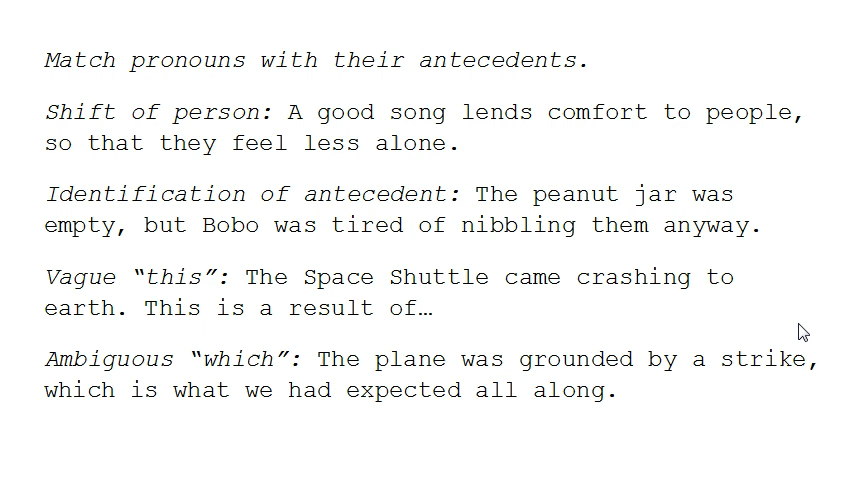 Match pronouns with their antecedents.
Shift of person: A good song lends comfort to people,
so that they feel less alone.
Identification of antecedent: The peanut jar was
empty, but Bobo was tired of nibbling them anyway.
Vague “this”: The Space Shuttle came crashing to
earth. This is a result of…
Ambiguous “which”: The plane was grounded by a strike,
which is what we had expected all along.